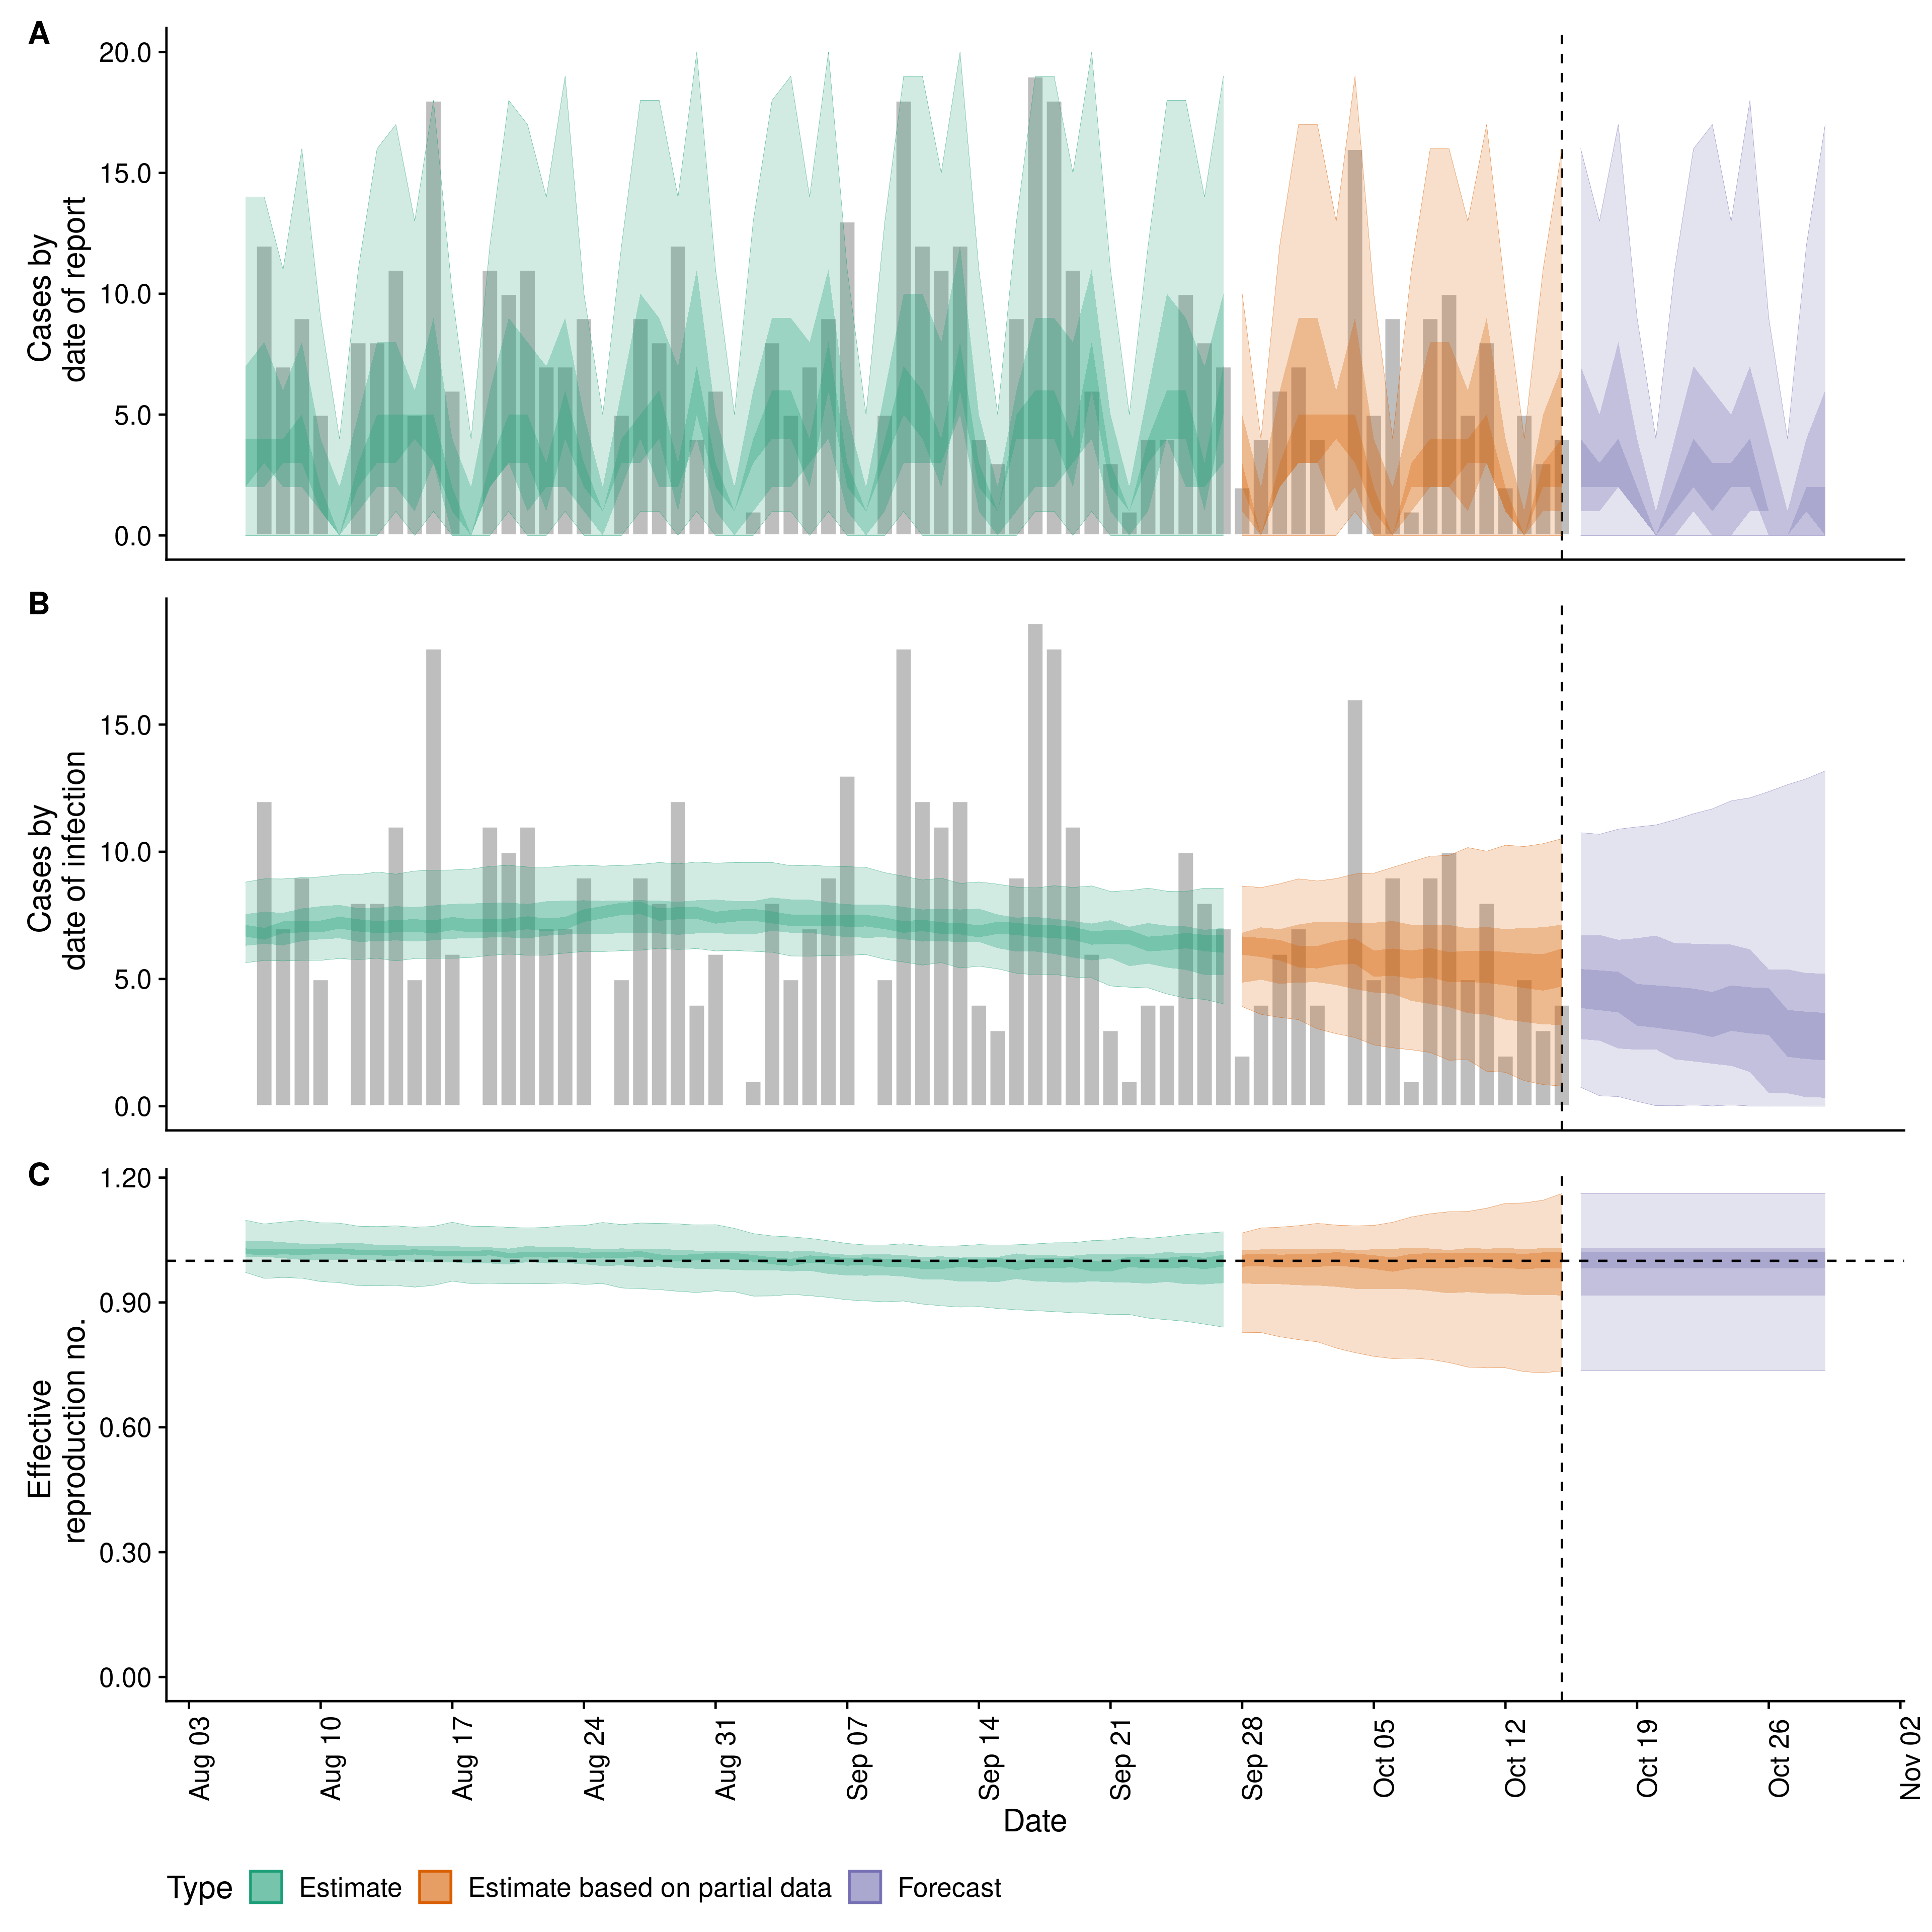 A
20.0
15.0
10.0
5.0
0.0
Cases by
date of report
B
15.0
10.0
5.0
0.0
Cases by
date of infection
C
1.20
0.90
0.60
0.30
0.00
Effective
reproduction no.
Aug 03
Aug 10
Aug 17
Aug 24
Aug 31
Sep 07
Sep 14
Sep 21
Sep 28
Oct 05
Oct 12
Oct 19
Oct 26
Nov 02
Date
Type Estimate Estimate based on partial data Forecast